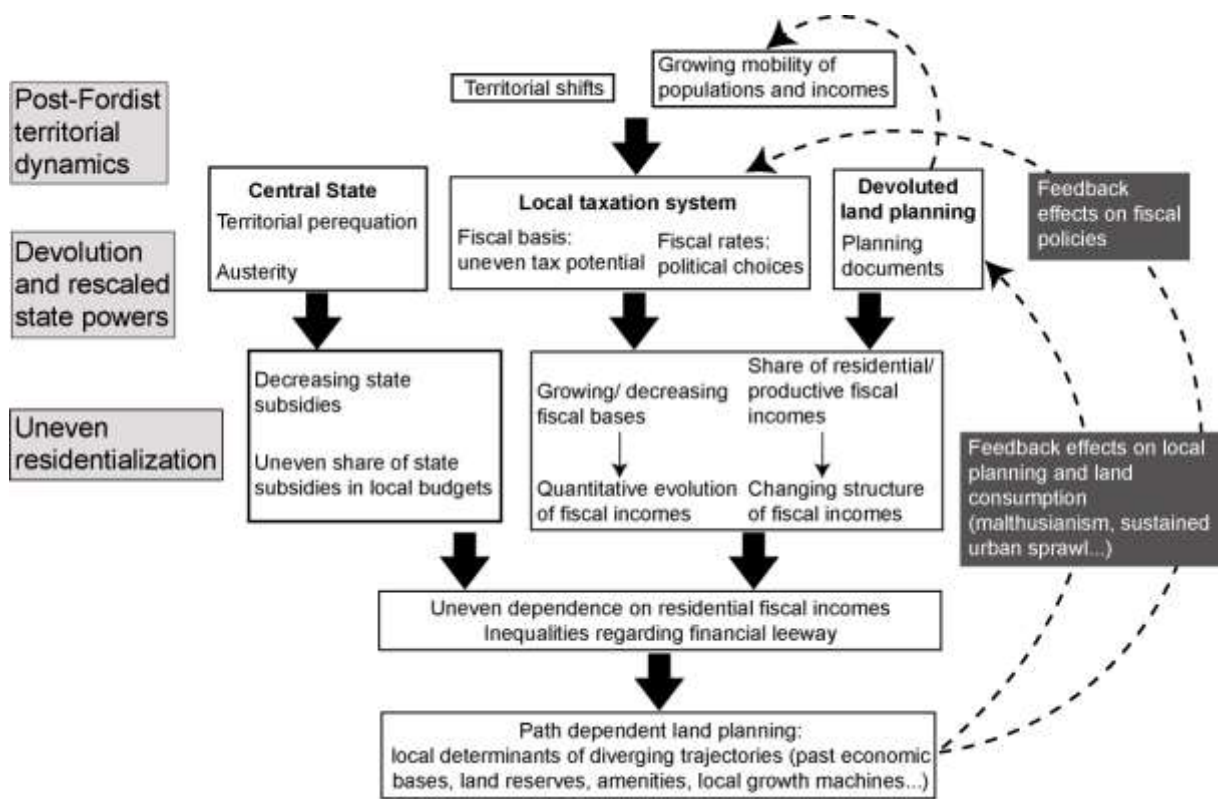 Post-Fordist
territorial
dynamics
Territorial shifts
Growing mobility of
populations and incomes
Devolution
and rescaled
state powers
Central State
Territorial perequation
Austerity
Local taxation system
Fiscal basis:
uneven tax potential
Fiscal rates:
political choices
Devoluted
land planning
Planning
documents
Feedback
effects on fiscal
policies
Uneven
residentialization
Decreasing state
subsidies
Uneven share of state
subsidies in local budgets
Growing/ decreasing
fiscal bases
Quantitative evolution
of fiscal incomes
Share of residential/
productive fiscal
incomes
Changing structure
of fiscal incomes
Feedback effects on local
planning and land
consumption
(malthusianism, sustained
urban sprawl...)
Uneven dependence on residential fiscal incomes
Inequalities regarding financial leeway
Path dependent land planning:
local determinants of diverging trajectories (past economic
bases, land reserves, amenities, local growth machines...)